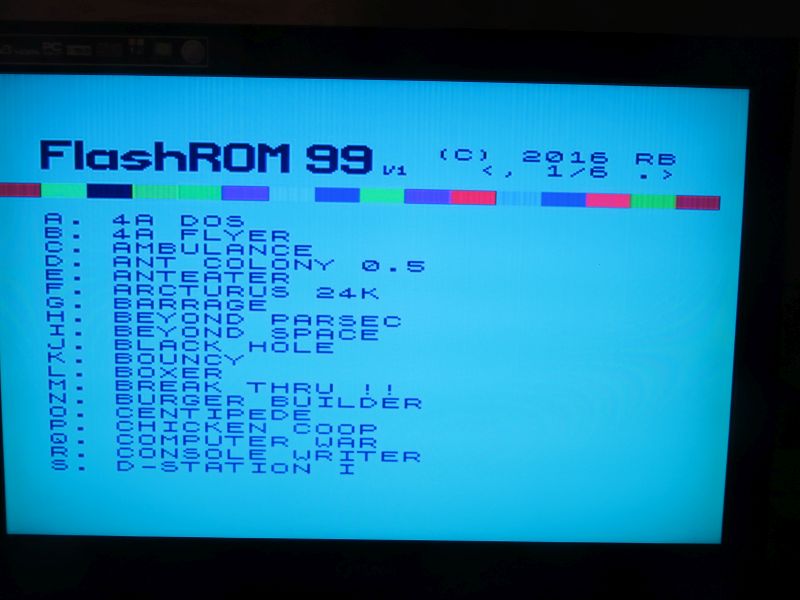 PC
FlashROM 99 V1 (C) 2016 RB
<, 1/6 .>
A: 4A DOS
B: 4A FLYER
C: AMBULANCE
D: ANT COLONY 0.5
E: ANTEATER
F: ARCTURUS 24K
G: BARRAGE
H: BEYOND PARSEC
I: BEYOND SPACE
J: BLACK HOLE
K: BOUNCY
L: BOXER
M: BREAK THRU !!
N: BURGER BUILDER
O: CENTIPEDE
P: CHICKEN COOP
Q: COMPUTER WAR
R: CONSOLE WRITER
S: D-STATION I